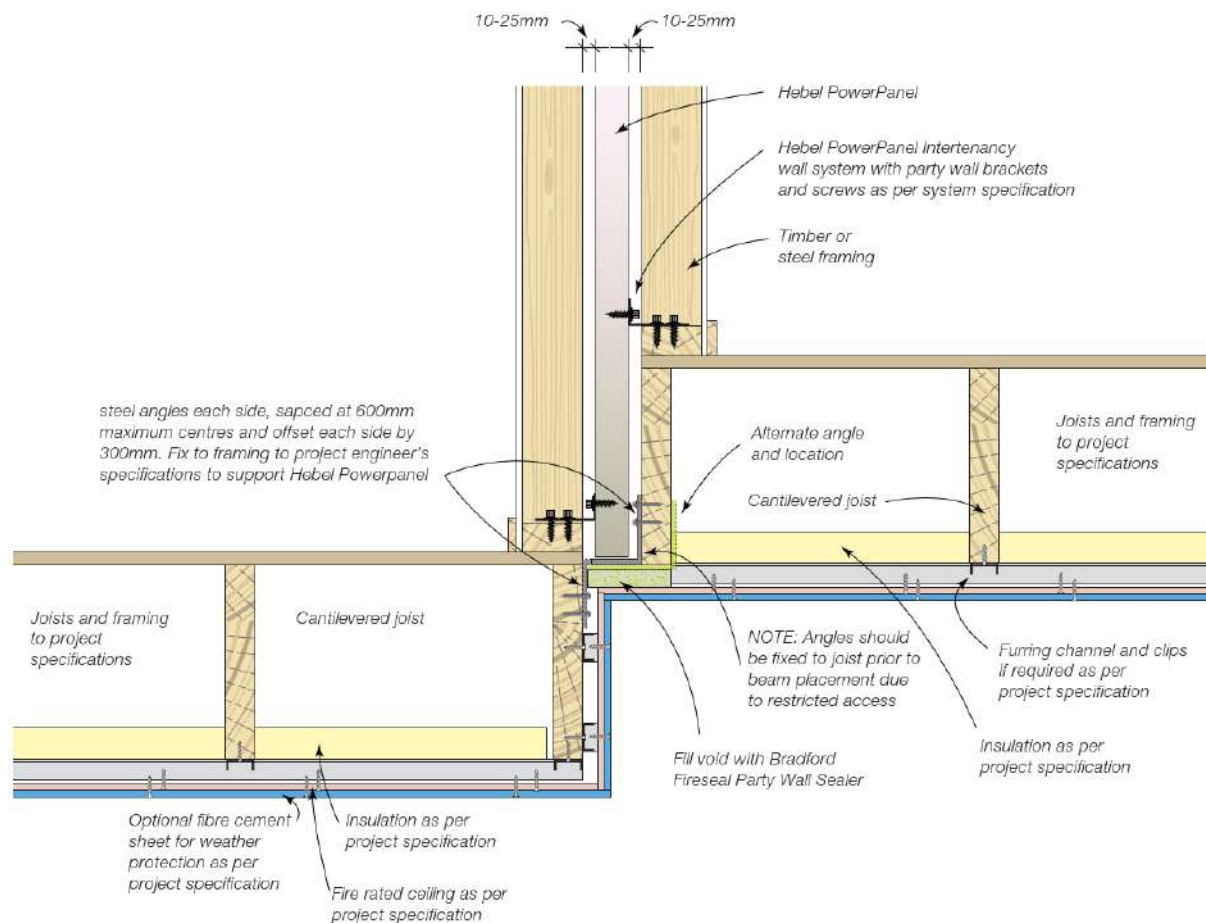 10-25mm
10-25mm
Hebel PowerPanel
Hebel PowerPanel Intertenancy
wall system with party wall brackets
and screws as per system specification
Timber or
steel framing
steel angles each side, sapced at 600mm
maximum centres and offset each side by
300mm. Fix to framing to project engineer's
specifications to support Hebel Powerpanel
Alternate angle
and location
Joists and framing
to project
specifications
Cantilevered joist
Joists and framing
to project
specifications
Cantilevered joist
NOTE: Angles should
be fixed to joist prior to
beam placement due
to restricted access
Furring channel and clips
if required as per
project specification
Fill void with Bradford
Fireseal Party Wall Sealer
Insulation as per
project specification
Optional fibre cement
sheet for weather
protection as per
project specification
Insulation as per
project specification
Fire rated ceiling as per
project specification